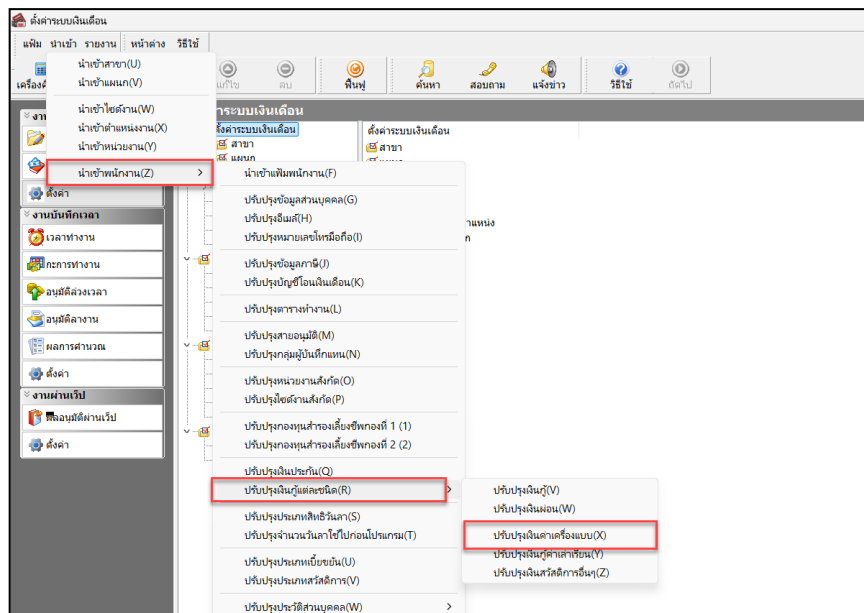 ตั้งค่าระบบเงินเดือน
แฟ้ม นำเข้า รายงาน หน้าต่าง วิธีใช้
แก้ไข ลบ ฟื้นฟู ค้นหา สอบถาม แจ้งข่าว วิธีใช้ ถัดไป
นำเข้าสาขา(U)
นำเข้าแผนก(V)
นำเข้าไซต์งาน(W)
นำเข้าตำแหน่งงาน(X)
นำเข้าหน่วยงาน(Y)
นำเข้าพนักงาน(Z)
ตั้งค่า
งานบันทึกเวลา
เวลาทำงาน
กะการทำงาน
อนุมัติล่วงเวลา
อนุมัติลางาน
ผลการคำนวณ
ตั้งค่า
งานผ่านเว็ป
ผลอนุมัติผ่านเว็ป
ตั้งค่า
ตั้งค่าระบบเงินเดือน
สาขา
แผนก
ตั้งค่าระบบเงินเดือน
สาขา
นำเข้าแฟ้มพนักงาน(F)
ปรับปรุงข้อมูลส่วนบุคคล(G)
ปรับปรุงอีเมล์(H)
ปรับปรุงหมายเลขโทรมือถือ(I)
ปรับปรุงข้อมูลภาษี(J)
ปรับปรุงบัญชีโอนเงินเดือน(K)
ปรับปรุงตารางทำงาน(L)
ปรับปรุงสายอนุมัติ(M)
ปรับปรุงกลุ่มผู้บันทึกแทน(N)
ปรับปรุงหน่วยงานสังกัด(O)
ปรับปรุงไซต์งานสังกัด(P)
ปรับปรุงกองทุนสำรองเลี้ยงชีพกองที่ 1 (1)
ปรับปรุงกองทุนสำรองเลี้ยงชีพกองที่ 2 (2)
ปรับปรุงเงินประกัน(Q)
ปรับปรุงเงินกู้แต่ละชนิด(R)
ปรับปรุงประเภทสิทธิวันลา(S)
ปรับปรุงจำนวนวันลาใช้ไปก่อนโปรแกรม(T)
ปรับปรุงประเภทเบี้ยขยัน(U)
ปรับปรุงประเภทสวัสดิการ(V)
ปรับปรุงประวัติส่วนบุคคล(W)
ปรับปรุงเงินกู้(V)
ปรับปรุงเงินผ่อน(W)
ปรับปรุงเงินค่าเครื่องแบบ(X)
ปรับปรุงเงินกู้ค่าเล่าเรียน(Y)
ปรับปรุงเงินสวัสดิการอื่นๆ(Z)